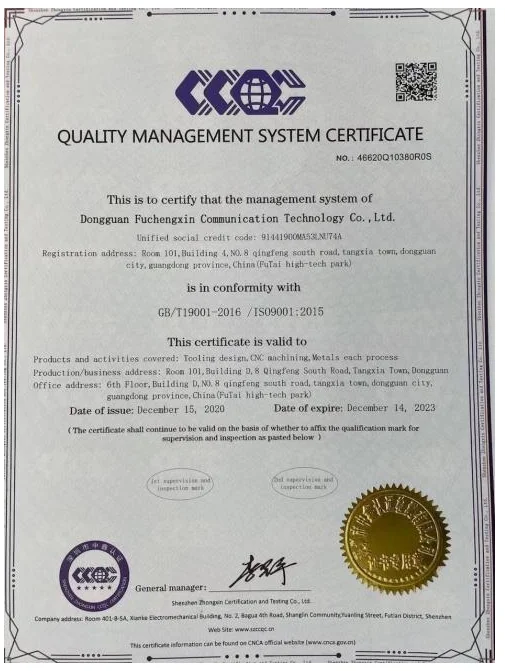 CCQC
QUALITY MANAGEMENT SYSTEM CERTIFICATE
NO.: 46620Q10380R0S
This is to certify that the management system of
Dongguan Fuchengxin Communication Technology Co.,Ltd.
Unified social credit code: 91441900MA53LNU74A
Registration address: Room 101,Building 4,NO.8 qingfeng south road,tangxia town,dongguan
city,guangdong province,China(FuTai high-tech park)
is in conformity with
GB/T19001-2016 /ISO9001:2015
This certificate is valid to
Products and activities covered: Tooling design,CNC machining,Metals each process
Production/business address: Room 101,Building D,8 Qingfeng South Road,Tangxia Town,Dongguan
Office address: 6th Floor,Building D,NO.8 qingfeng south road,tangxia town,dongguan city,
guangdong province,China(FuTai high-tech park)
Date of issue: December 15, 2020 Date of expire: December 14, 2023
(The certificate shall continue to be valid on the basis of whether to affix the qualification mark for
supervision and inspection as pasted below )
1st supervision and
inspection mark
2nd supervision and
inspection mark
CCQC
General manager:
Shenzhen Zhongxin Certification and Testing Co., Ltd.
Company address: Room 401-8-5A, Xianke Electromechanical Building, No. 2, Bagua 4th Road, Shanglin Community,Yuanling Street, Futian District, Shenzhen
Web Site: www.ccccqc.cn
This certificate information can be found on CNCA official website (www.cnca.gov.cn)